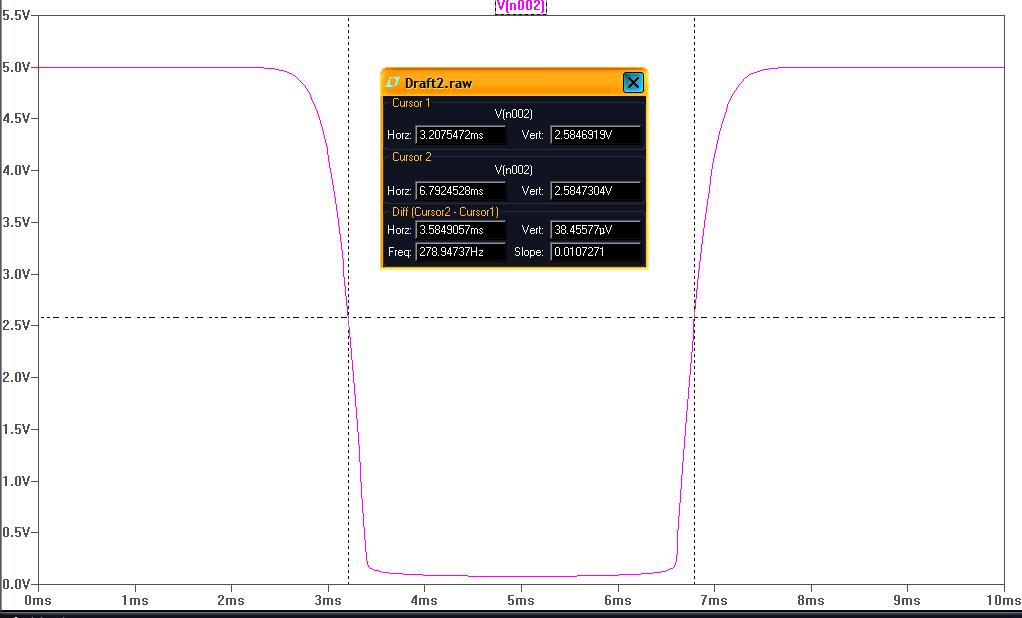 V(n002)
5.5V
5.0V
4.5V
4.0V
3.5V
3.0V
2.5V
2.0V
1.5V
1.0V
0.5V
0.0V
Draft2.raw
Cursor 1
V(n002)
Horz: 3.2075472ms Vert: 2.5846919V
Cursor 2
V(n002)
Horz: 6.7924528ms Vert: 2.5847304V
Diff (Cursor2 - Cursor1)
Horz: 3.5849057ms Vert: 38.45577µV
Freq: 278.94737Hz Slope: 0.0107271
0ms 1ms 2ms 3ms 4ms 5ms 6ms 7ms 8ms 9ms 10ms